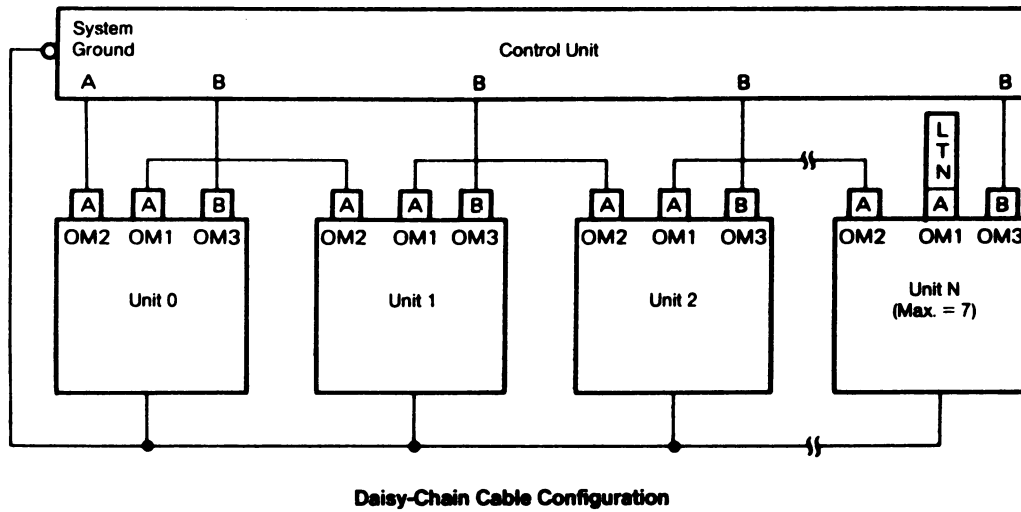 System
Ground
Control Unit
A B B B B
L
T
N
A A B A A B A A B A A B
OM2 OM1 OM3 OM2 OM1 OM3 OM2 OM1 OM3 OM2 OM1 OM3
Unit 0 Unit 1 Unit 2 Unit N
(Max. = 7)
Daisy-Chain Cable Configuration